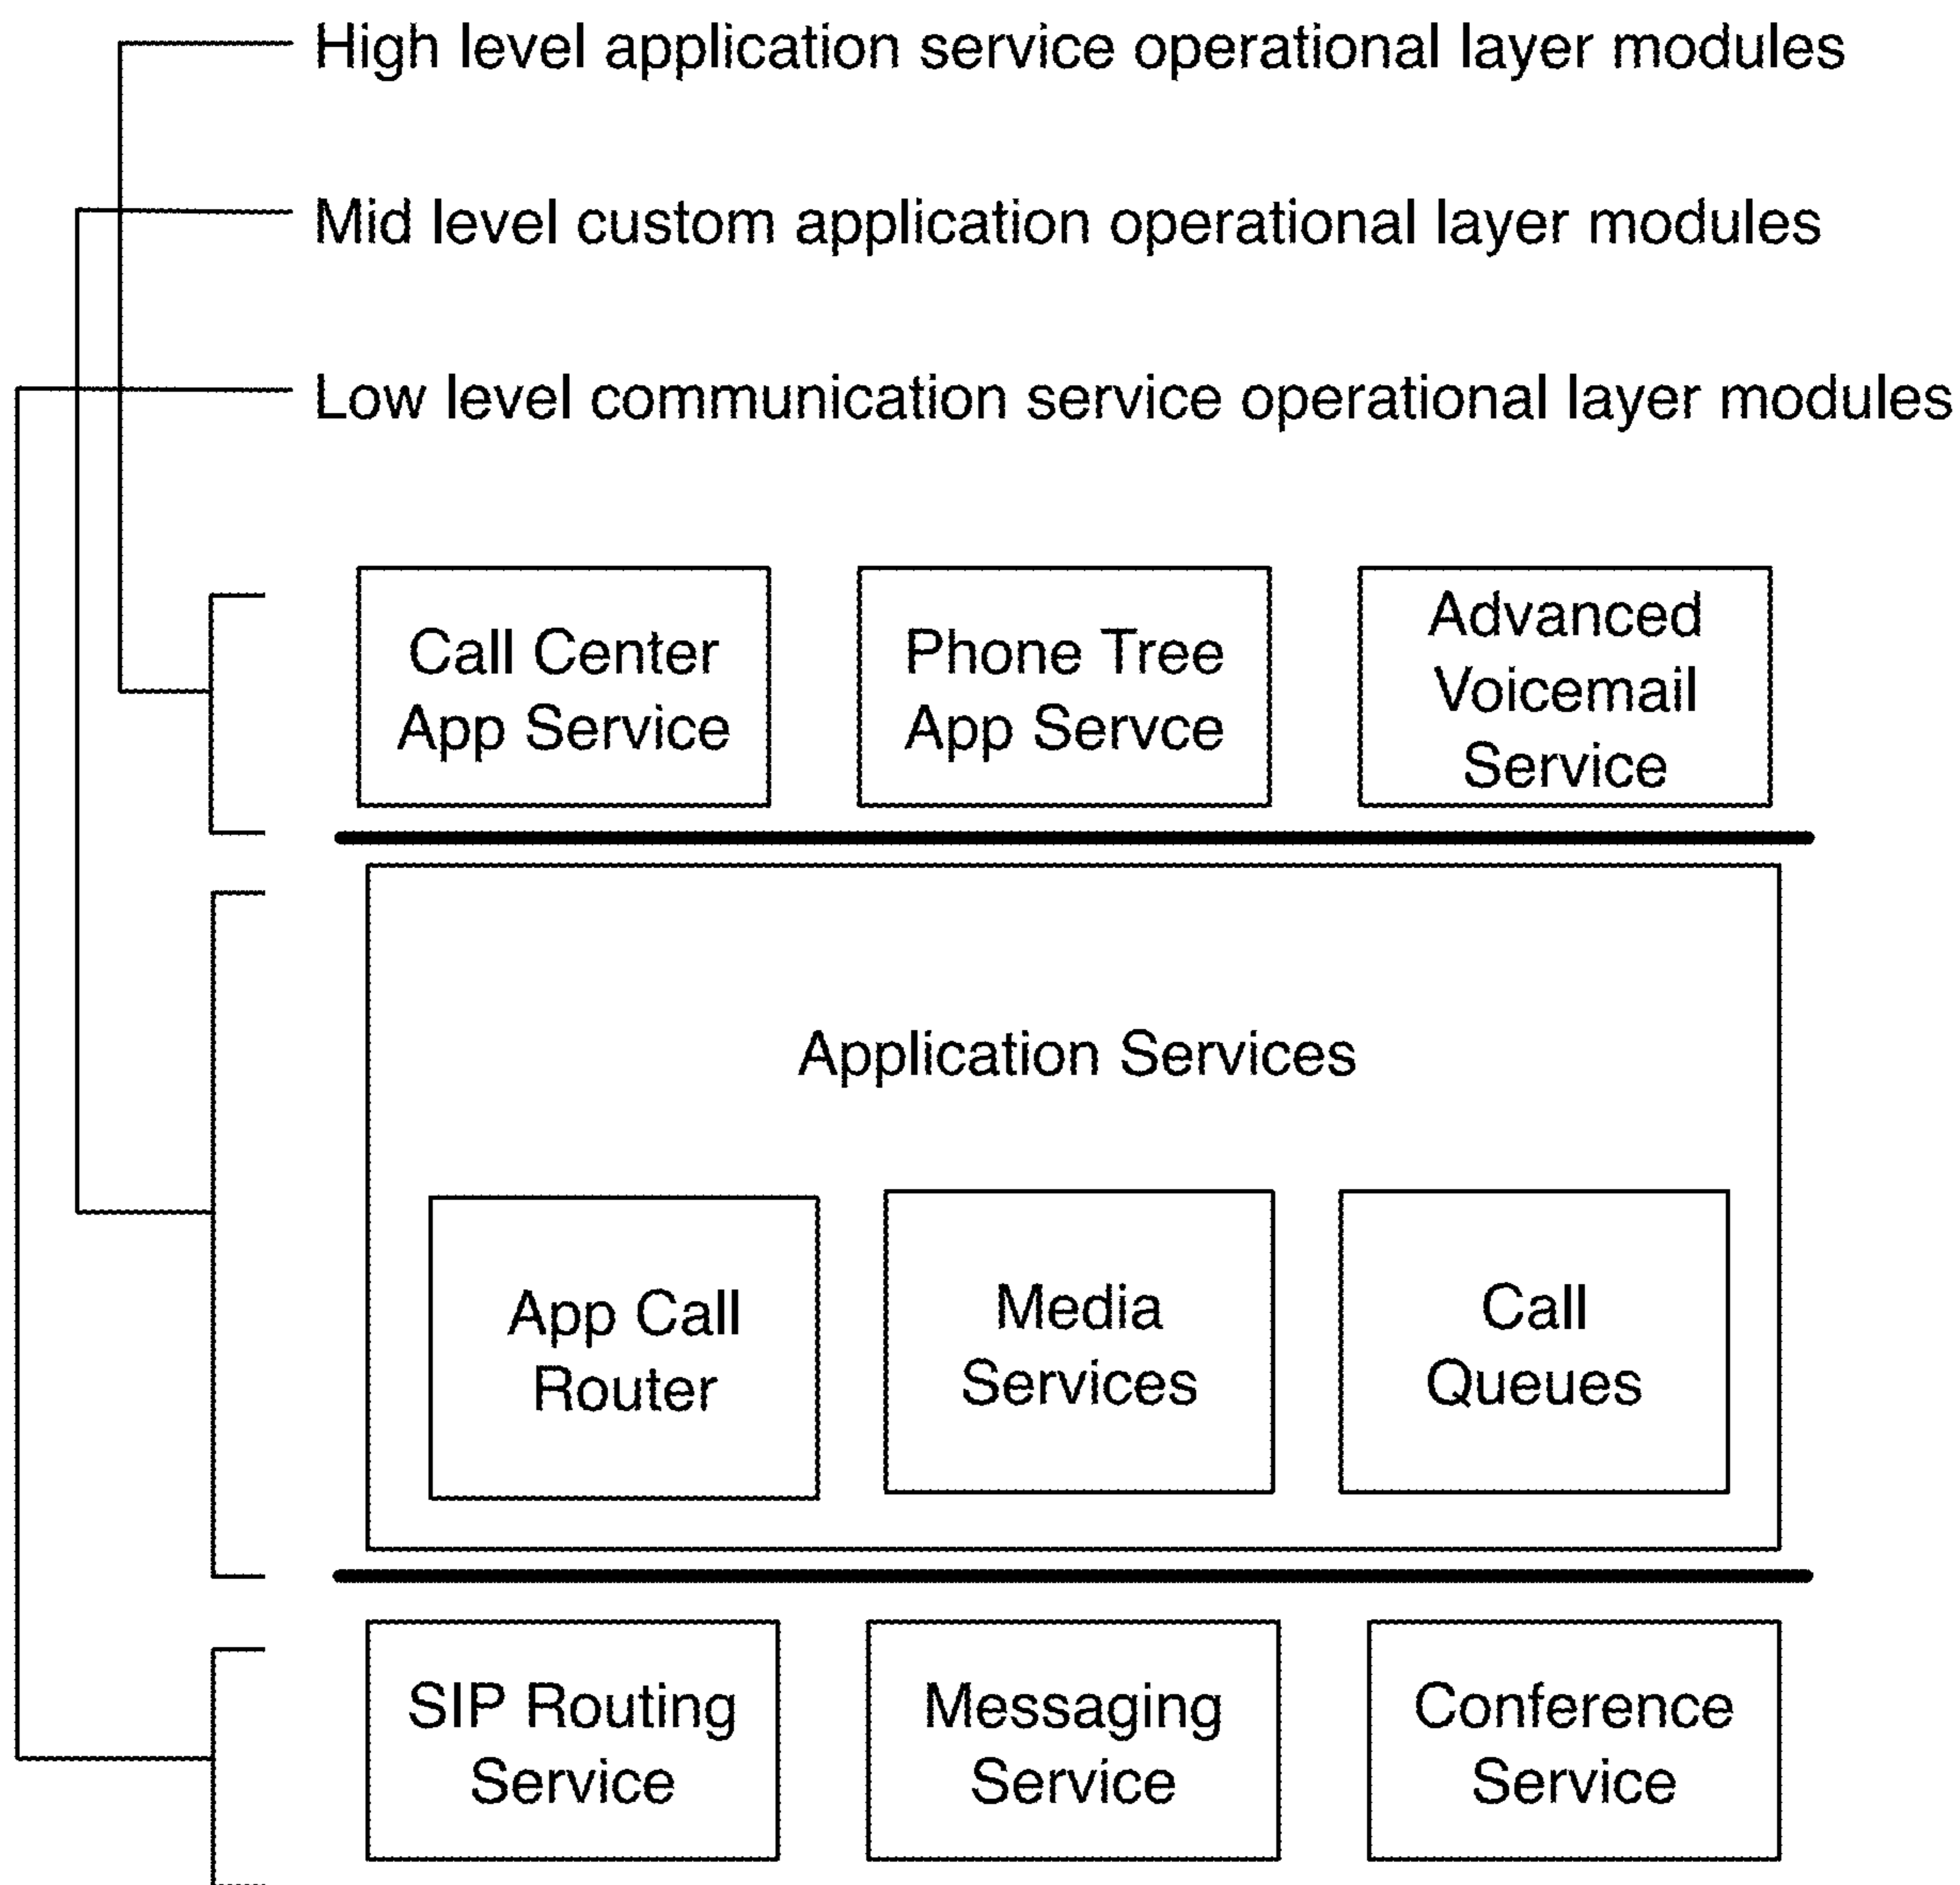 High level application service operational layer modules
Mid level custom application operational layer modules
Low level communication service operational layer modules
Call Center
App Service
Phone Tree
App Servce
Advanced
Voicemail
Service
Application Services
App Call
Router
Media
Services
Call
Queues
SIP Routing
Service
Messaging
Service
Conference
Service